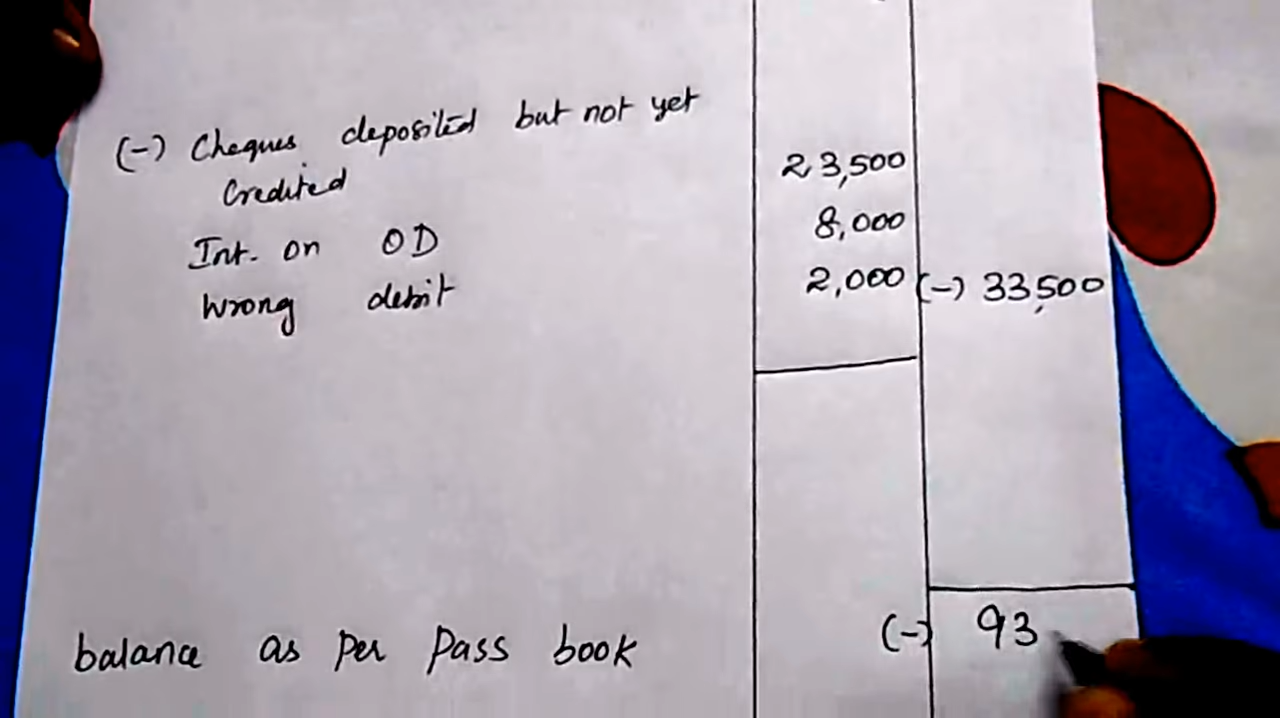 (-) Cheques deposited but not yet
Credited 23,500
Int. on OD 8,000
Wrong debit 2,000 (-) 33,500
balance as per pass book (-) 93